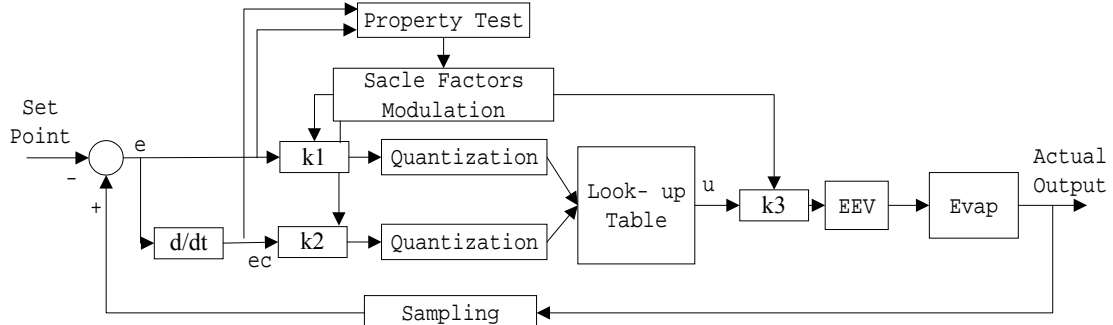 Property Test
Sacle Factors
Modulation
Set
Point
-
+
e
k1
Quantization
d/dt
ec
k2
Quantization
Look- up
Table
u
k3
EEV
Evap
Actual
Output
Sampling